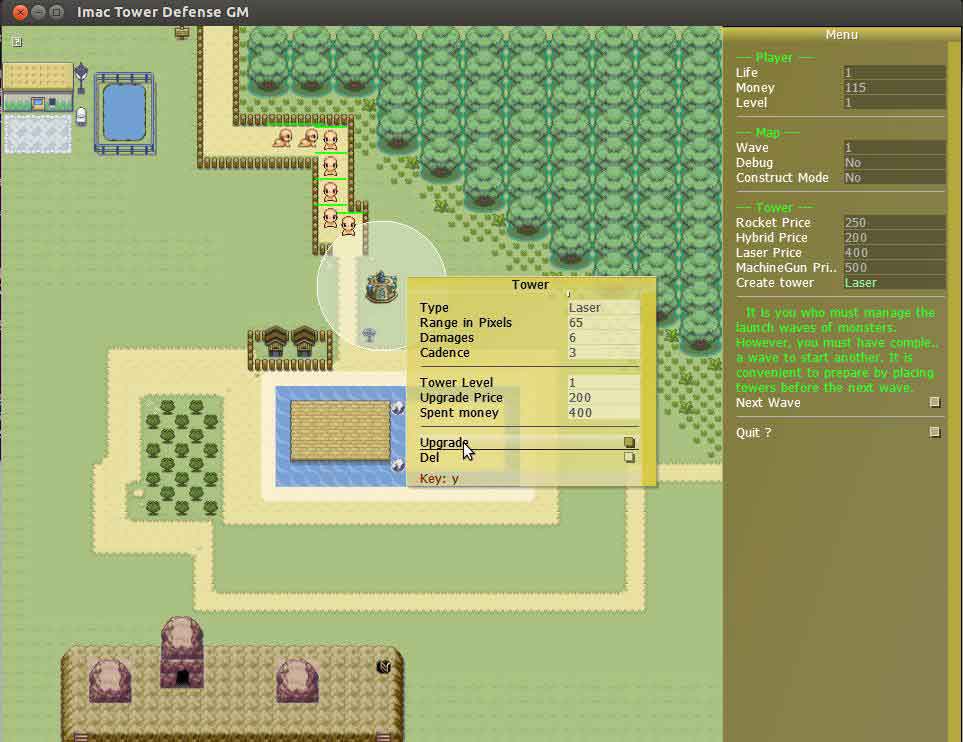 Imac Tower Defense GM
Menu
--- Player ---
Life 1
Money 115
Level 1
--- Map ---
Wave 1
Debug No
Construct Mode No
--- Tower ---
Rocket Price 250
Hybrid Price 200
Laser Price 400
MachineGun Pri.. 500
Create tower Laser
It is you who must manage the
launch waves of monsters.
However, you must have comple..
a wave to start another. It is
convenient to prepare by placing
towers before the next wave.
Next Wave
Quit ?
Tower
Type Laser
Range in Pixels 65
Damages 6
Cadence 3
Tower Level 1
Upgrade Price 200
Spent money 400
Upgrade
Del
Key: y